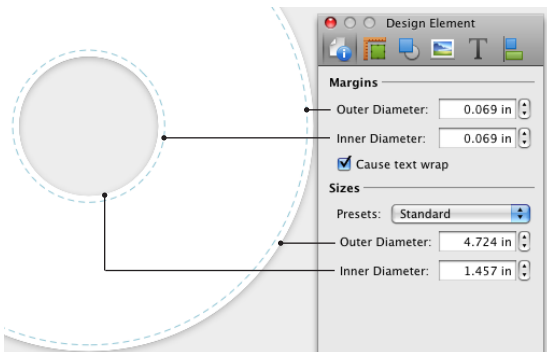 Design Element
T
Margins
Outer Diameter: 0.069 in
Inner Diameter: 0.069 in
Cause text wrap
Sizes
Presets: Standard
Outer Diameter: 4.724 in
Inner Diameter: 1.457 in